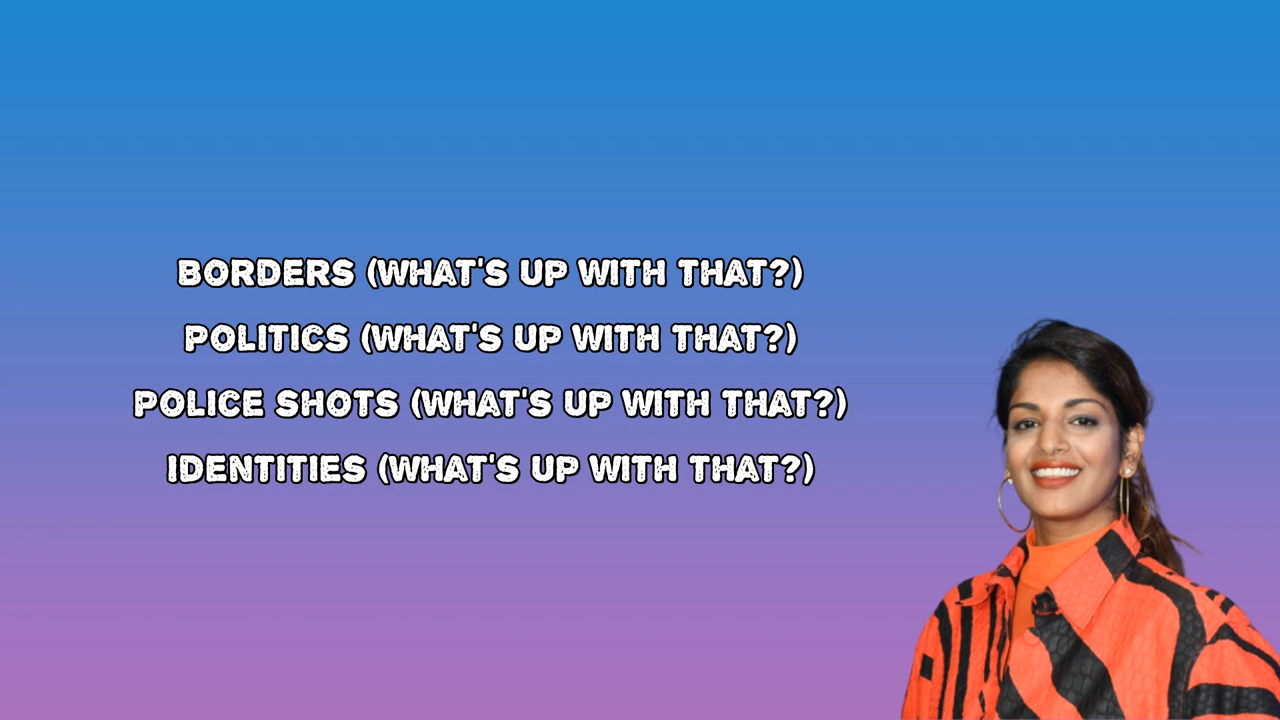 BORDERS (WHAT'S UP WITH THAT?)
POLITICS (WHAT'S UP WITH THAT?)
POLICE SHOTS (WHAT'S UP WITH THAT?)
IDENTITIES (WHAT'S UP WITH THAT?)